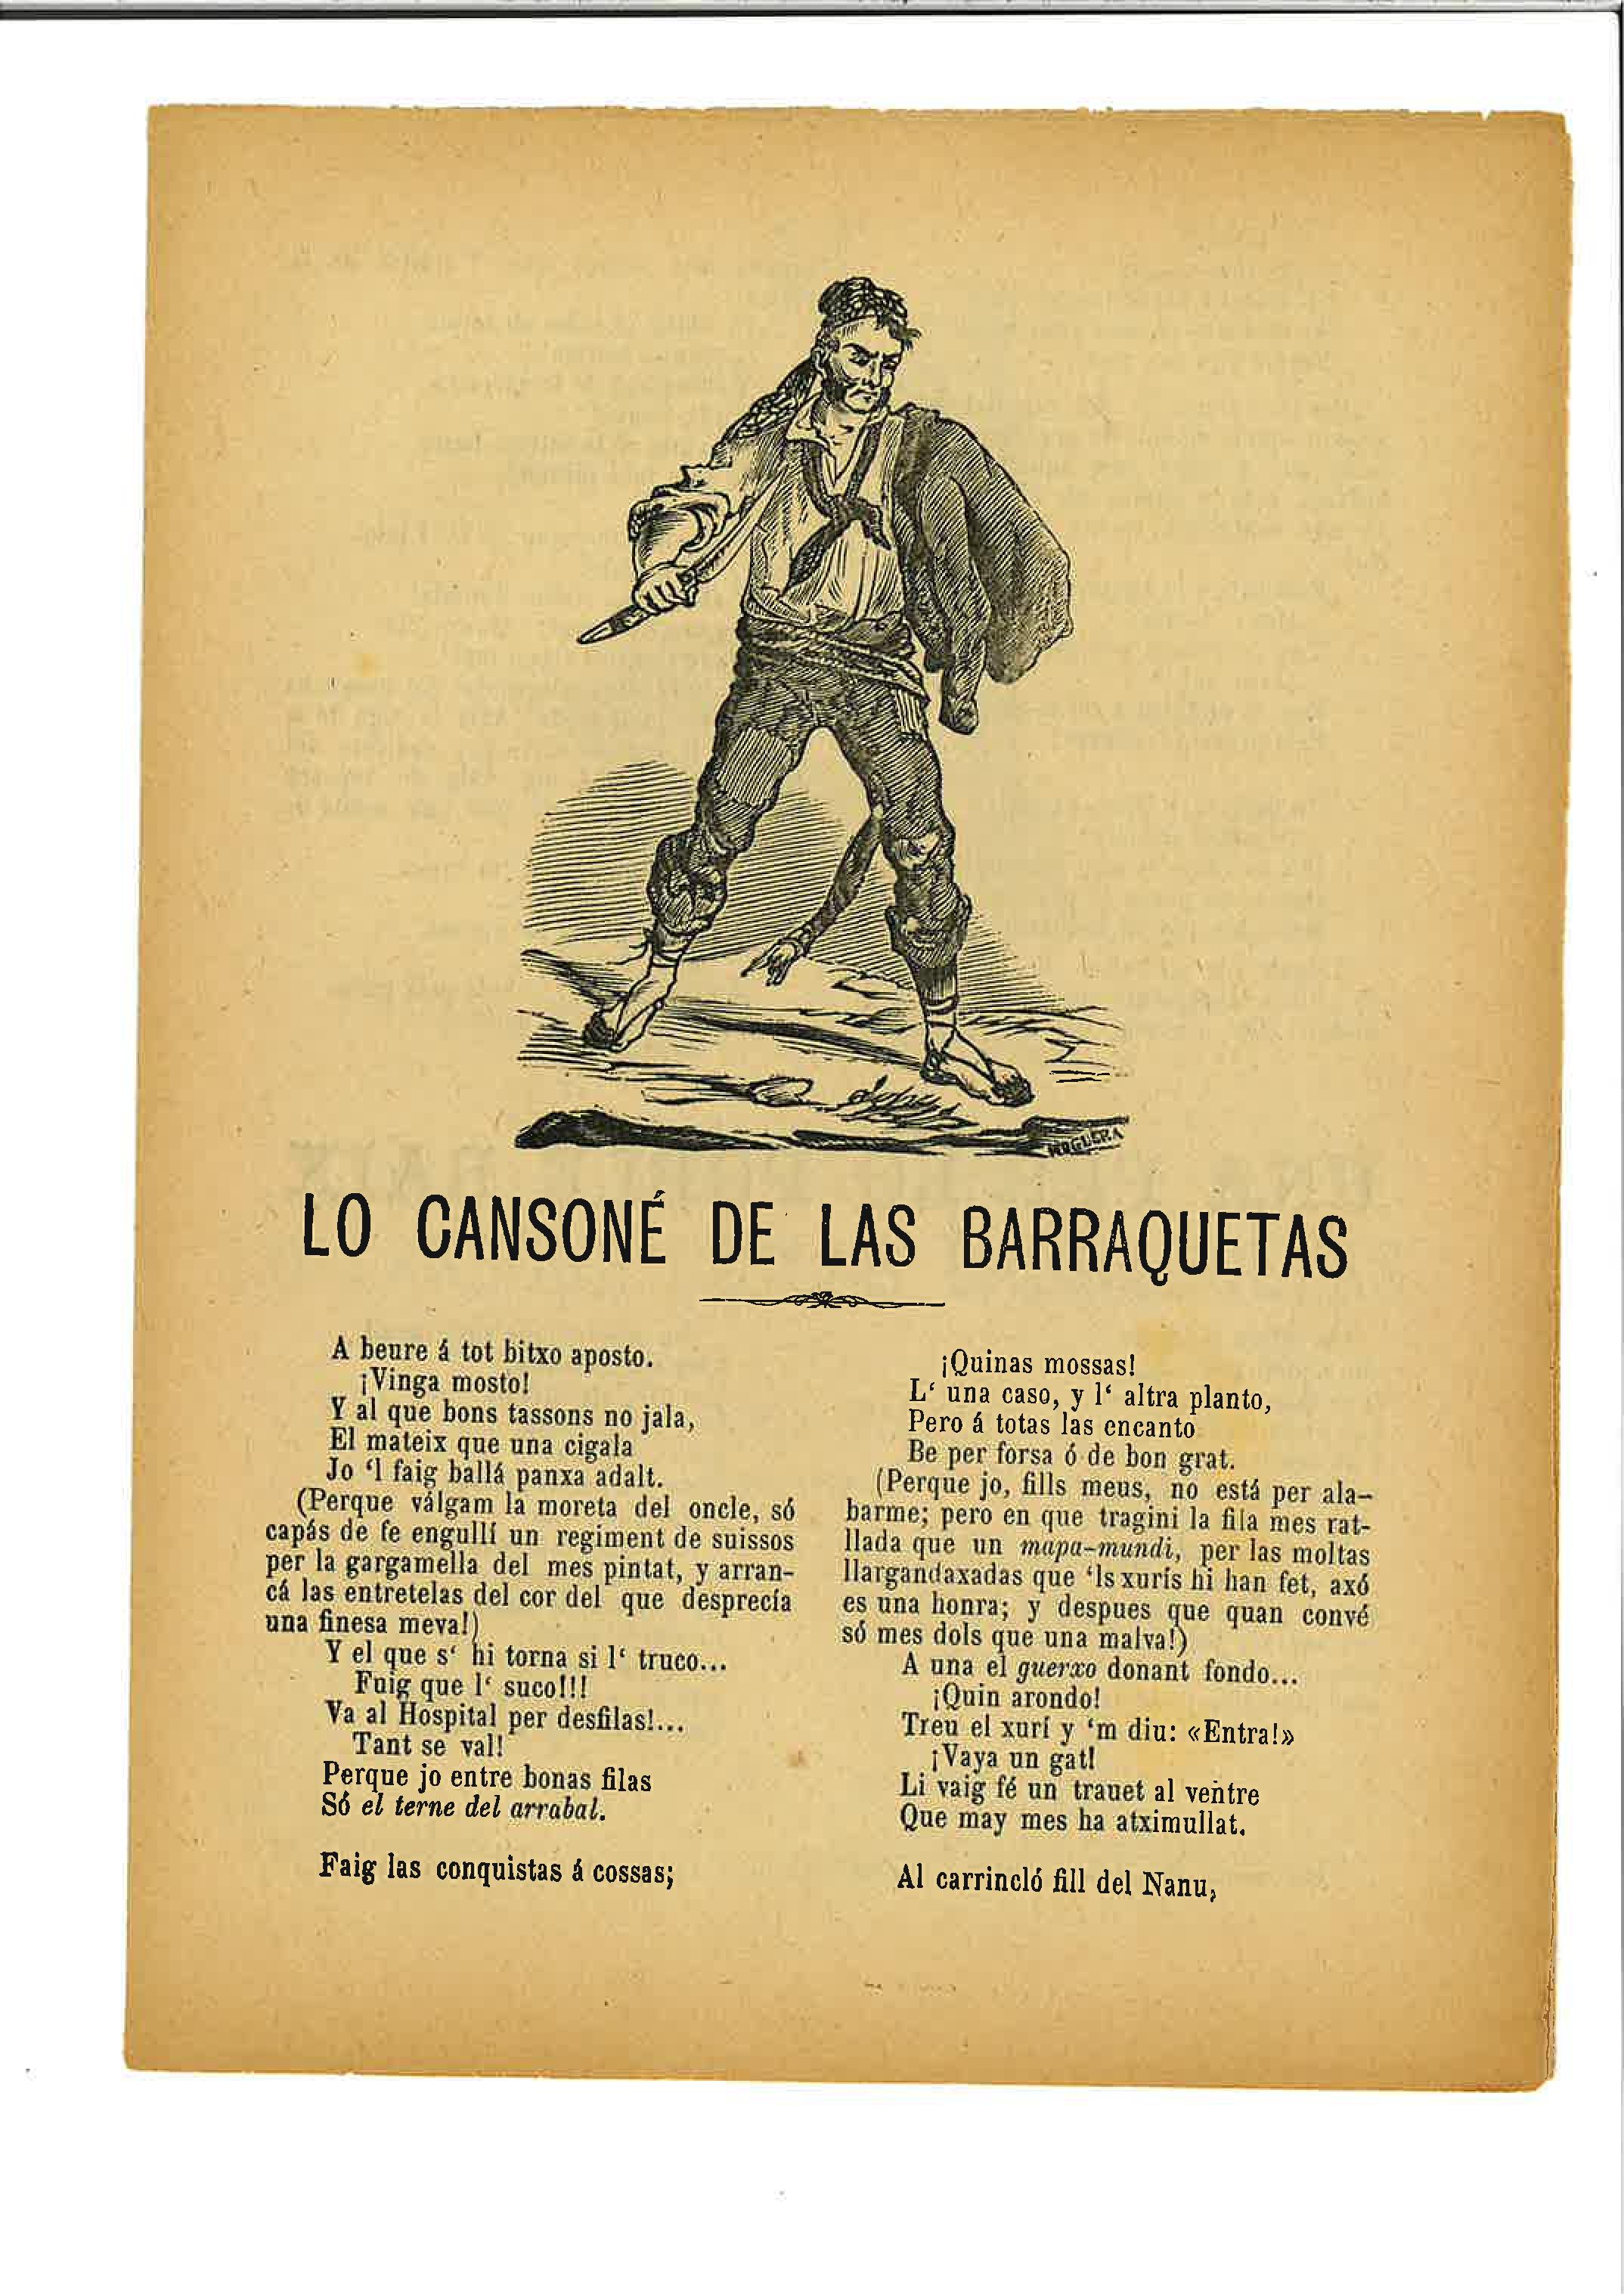 NOGUERA
LO CANSONÉ DE LAS BARRAQUETAS
A beure á tot bitxo aposto.
¡Vinga mosto!
Y al que bons tassons no jala,
El mateix que una cigala
Jo ‘l faig ballá panxa adalt.
(Perque válgam la moreta del oncle, só
capás de fe engullí un regiment de suissos
per la gargamella del mes pintat, y arran-
cá las entretelas del cor del que desprecía
una finesa meva!)
Y el que s‘ hi torna si l‘ truco...
Fuig que l‘ suco!!!
Va al Hospital per desfilas!...
Tant se val!
Perque jo entre bonas filas
Só el terne del arrabal.
Faig las conquistas á cossas;
¡Quinas mossas!
L‘ una caso, y l‘ altra planto,
Pero á totas las encanto
Be per forsa ó de bon grat.
(Perque jo, fills meus, no está per ala-
barme; pero en que tragini la fila mes rat-
llada que un mapa-mundi, per las moltas
llargandaxadas que ‘ls xurís hi han fet, axó
es una honra; y despues que quan convé
só mes dols que una malva!)
A una el guerxo donant fondo...
¡Quin arondo!
Treu el xurí y ‘m diu: «Entra!»
¡Vaya un gat!
Li vaig fé un trauet al ventre
Que may mes ha atximullat.
Al carrincló fill del Nanu,